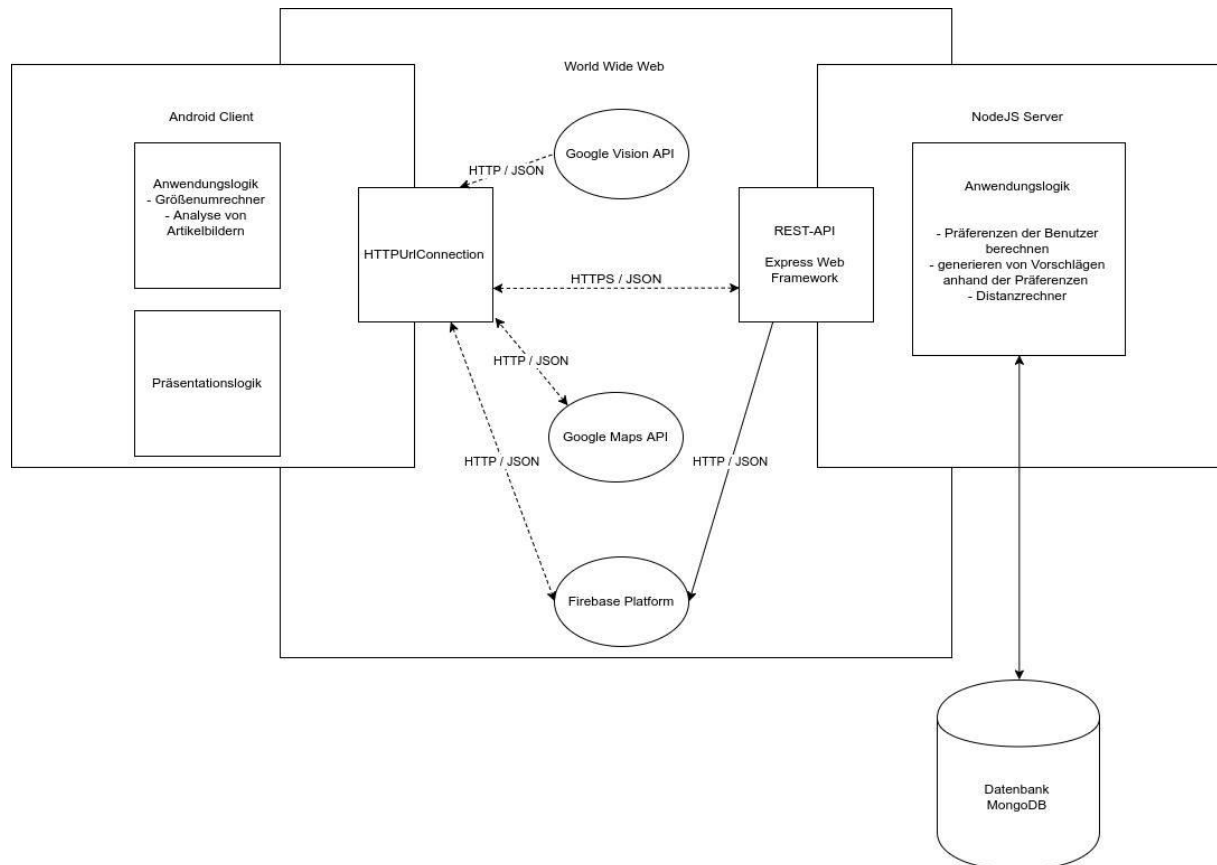 World Wide Web
Android Client
NodeJS Server
Google Vision API
HTTP / JSON
Anwendungslogik
- Größenumrechner
- Analyse von
Artikelbildern
HTTPUrlConnection
REST-API
Express Web
Framework
Anwendungslogik
- Präferenzen der Benutzer
berechnen
- generieren von Vorschlägen
anhand der Präferenzen
- Distanzrechner
HTTPS / JSON
HTTP / JSON
Präsentationslogik
Google Maps API
HTTP / JSON
HTTP / JSON
Firebase Platform
Datenbank
MongoDB